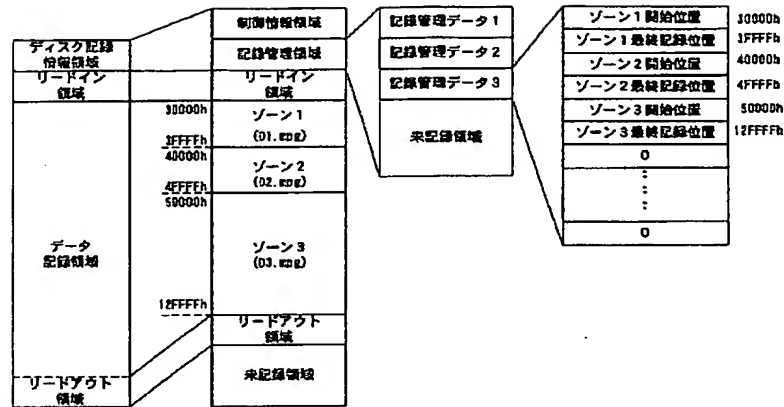 ディスク記録
情報領域
リードイン
領域
データ
記録領域
リードアウト
領域
制御情報領域
記録管理領域
リードイン
領域
30000h
ゾーン1
(D1.mpg)
3FFFFh
40000h
ゾーン2
(D2.mpg)
4FFFFh
50000h
ゾーン3
(D3.mpg)
12FFFFh
リードアウト
領域
未記録領域
記録管理データ1
記録管理データ2
記録管理データ3
未記録領域
ゾーン1開始位置 30000h
ゾーン1最終記録位置 3FFFFh
ゾーン2開始位置 40000h
ゾーン2最終記録位置 4FFFFh
ゾーン3開始位置 50000h
ゾーン3最終記録位置 12FFFFh
0
0